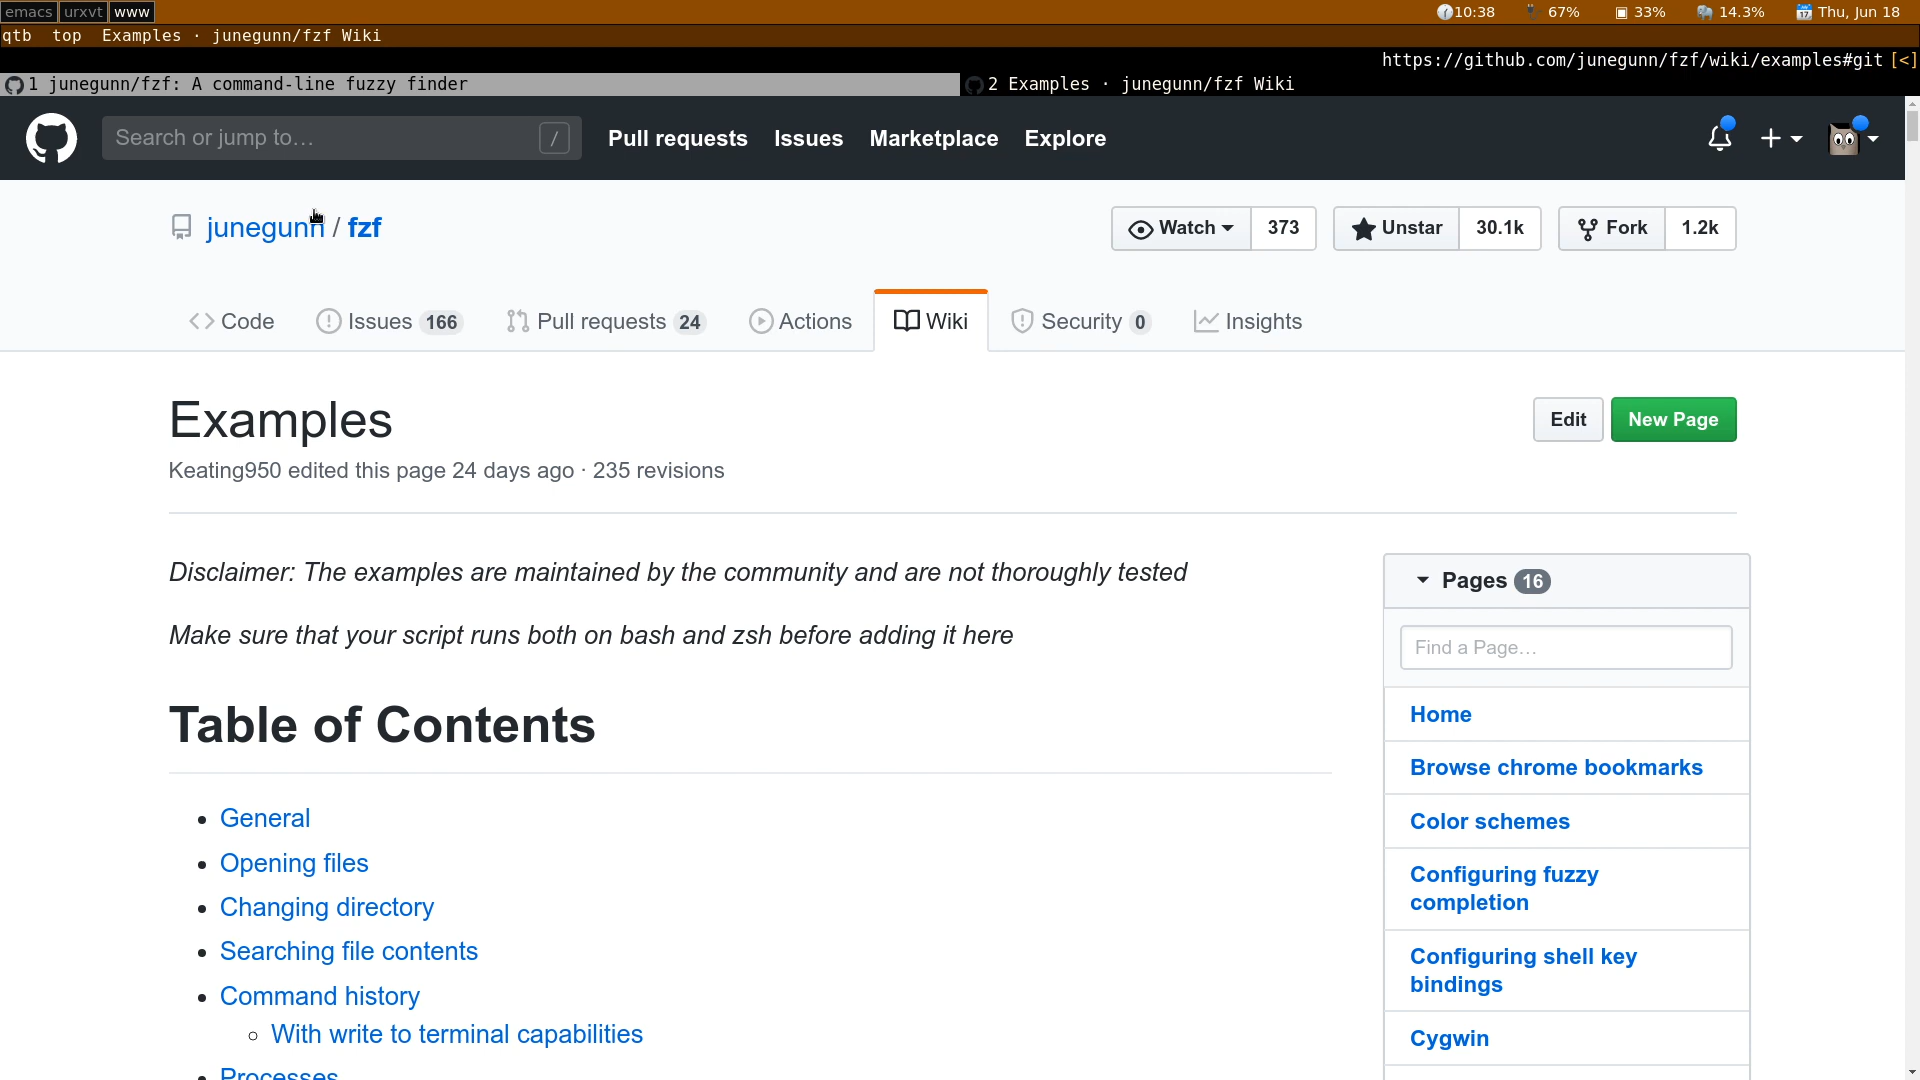 emacs urxvt www 10:38 67% 33% 14.3% Thu, Jun 18
qtb top Examples · junegunn/fzf Wiki
https://github.com/junegunn/fzf/wiki/examples#git [<]
1 junegunn/fzf: A command-line fuzzy finder 2 Examples · junegunn/fzf Wiki
Search or jump to… / Pull requests Issues Marketplace Explore
junegunn / fzf Watch 373 Unstar 30.1k Fork 1.2k
Code Issues 166 Pull requests 24 Actions Wiki Security 0 Insights
Examples Edit New Page
Keating950 edited this page 24 days ago · 235 revisions
Disclaimer: The examples are maintained by the community and are not thoroughly tested
Make sure that your script runs both on bash and zsh before adding it here
Table of Contents
General
Opening files
Changing directory
Searching file contents
Command history
With write to terminal capabilities
Processes
Pages 16
Find a Page…
Home
Browse chrome bookmarks
Color schemes
Configuring fuzzy
completion
Configuring shell key
bindings
Cygwin